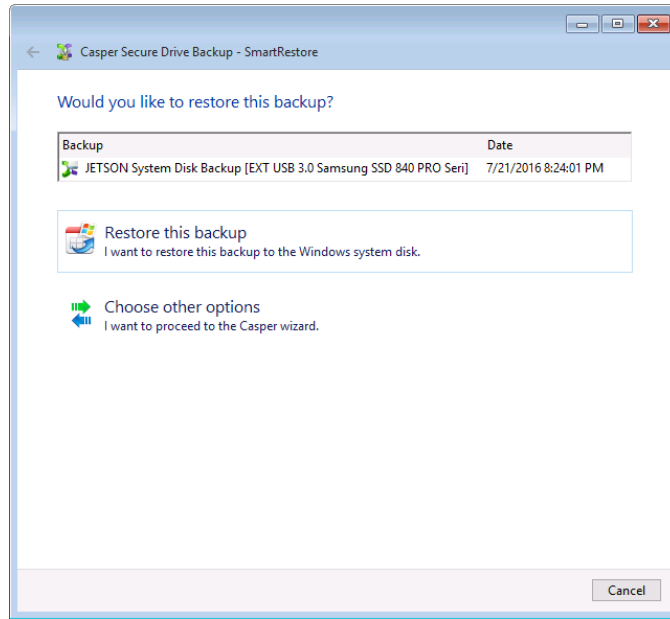 Casper Secure Drive Backup - SmartRestore
Would you like to restore this backup?
Backup Date
JETSON System Disk Backup [EXT USB 3.0 Samsung SSD 840 PRO Seri] 7/21/2016 8:24:01 PM
Restore this backup
I want to restore this backup to the Windows system disk.
Choose other options
I want to proceed to the Casper wizard.
Cancel